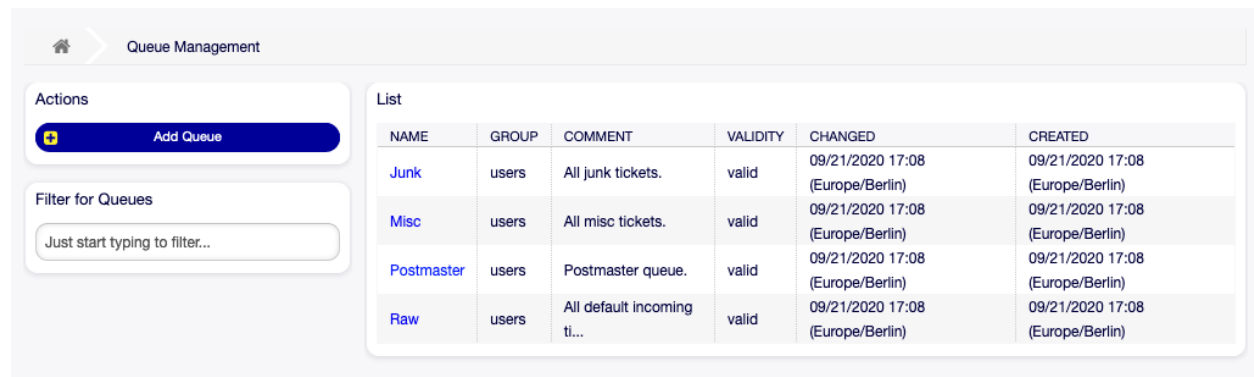 Queue Management
Actions
Add Queue
Filter for Queues
Just start typing to filter...
List
NAME GROUP COMMENT VALIDITY CHANGED CREATED
Junk users All junk tickets. valid 09/21/2020 17:08 (Europe/Berlin) 09/21/2020 17:08 (Europe/Berlin)
Misc users All misc tickets. valid 09/21/2020 17:08 (Europe/Berlin) 09/21/2020 17:08 (Europe/Berlin)
Postmaster users Postmaster queue. valid 09/21/2020 17:08 (Europe/Berlin) 09/21/2020 17:08 (Europe/Berlin)
Raw users All default incoming ti... valid 09/21/2020 17:08 (Europe/Berlin) 09/21/2020 17:08 (Europe/Berlin)